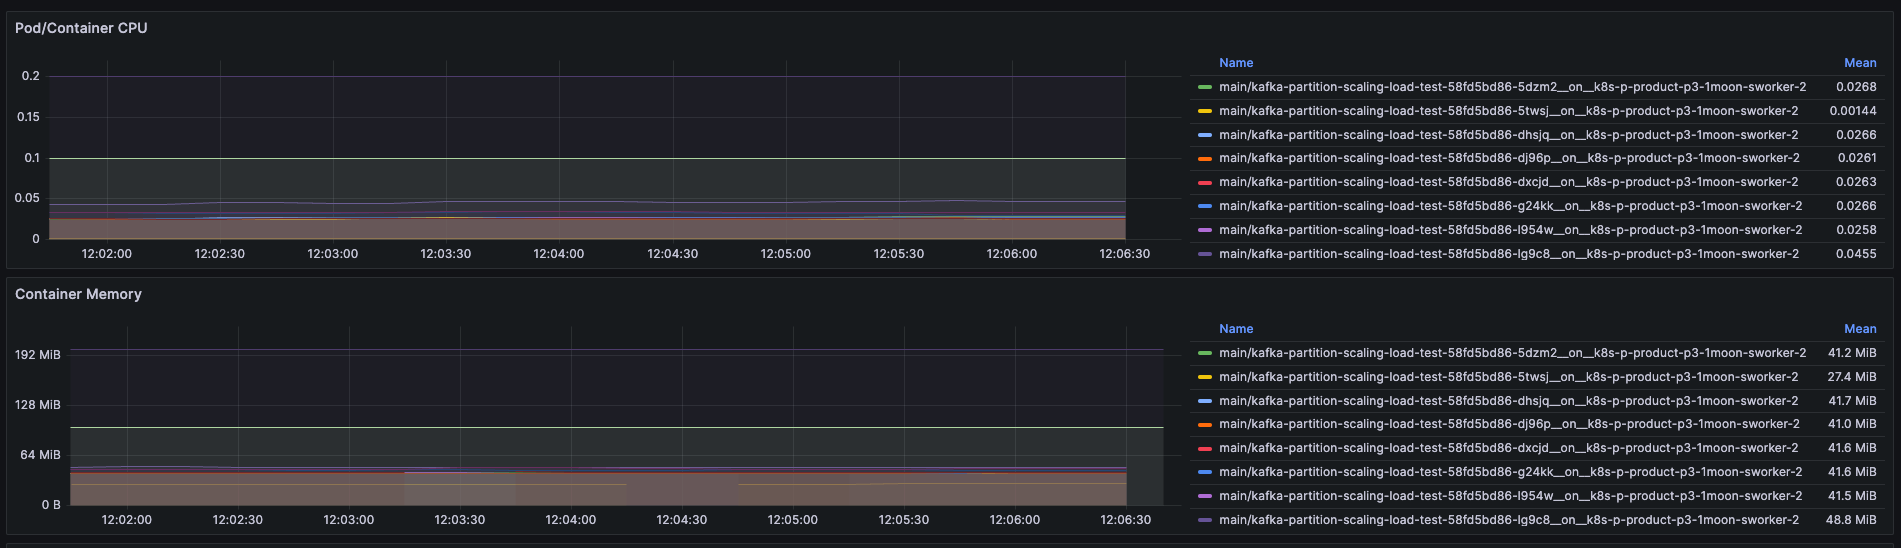 Pod/Container CPU
Name Mean
0.2
main/kafka-partition-scaling-load-test-58fd5bd86-5dzm2__on__k8s-p-product-p3-1moon-sworker-2 0.0268
main/kafka-partition-scaling-load-test-58fd5bd86-5twsj__on__k8s-p-product-p3-1moon-sworker-2 0.00144
0.15
main/kafka-partition-scaling-load-test-58fd5bd86-dhsjq__on__k8s-p-product-p3-1moon-sworker-2 0.0266
0.1
main/kafka-partition-scaling-load-test-58fd5bd86-dj96p__on__k8s-p-product-p3-1moon-sworker-2 0.0261
main/kafka-partition-scaling-load-test-58fd5bd86-dxcjd__on__k8s-p-product-p3-1moon-sworker-2 0.0263
0.05
main/kafka-partition-scaling-load-test-58fd5bd86-g24kk__on__k8s-p-product-p3-1moon-sworker-2 0.0266
main/kafka-partition-scaling-load-test-58fd5bd86-l954w__on__k8s-p-product-p3-1moon-sworker-2 0.0258
0
main/kafka-partition-scaling-load-test-58fd5bd86-lg9c8__on__k8s-p-product-p3-1moon-sworker-2 0.0455
12:02:00 12:02:30 12:03:00 12:03:30 12:04:00 12:04:30 12:05:00 12:05:30 12:06:00 12:06:30
Container Memory
Name Mean
192 MiB
main/kafka-partition-scaling-load-test-58fd5bd86-5dzm2__on__k8s-p-product-p3-1moon-sworker-2 41.2 MiB
main/kafka-partition-scaling-load-test-58fd5bd86-5twsj__on__k8s-p-product-p3-1moon-sworker-2 27.4 MiB
128 MiB
main/kafka-partition-scaling-load-test-58fd5bd86-dhsjq__on__k8s-p-product-p3-1moon-sworker-2 41.7 MiB
main/kafka-partition-scaling-load-test-58fd5bd86-dj96p__on__k8s-p-product-p3-1moon-sworker-2 41.0 MiB
64 MiB
main/kafka-partition-scaling-load-test-58fd5bd86-dxcjd__on__k8s-p-product-p3-1moon-sworker-2 41.6 MiB
main/kafka-partition-scaling-load-test-58fd5bd86-g24kk__on__k8s-p-product-p3-1moon-sworker-2 41.6 MiB
0 B
main/kafka-partition-scaling-load-test-58fd5bd86-l954w__on__k8s-p-product-p3-1moon-sworker-2 41.5 MiB
main/kafka-partition-scaling-load-test-58fd5bd86-lg9c8__on__k8s-p-product-p3-1moon-sworker-2 48.8 MiB
12:02:00 12:02:30 12:03:00 12:03:30 12:04:00 12:04:30 12:05:00 12:05:30 12:06:00 12:06:30